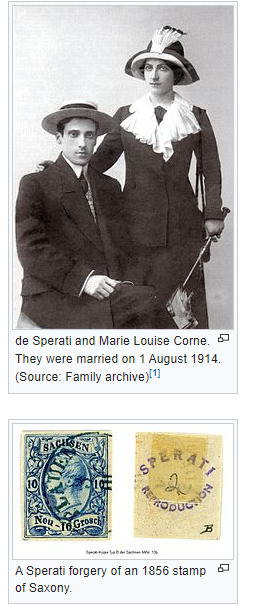 de Sperati and Marie Louise Corne.
They were married on 1 August 1914.
(Source: Family archive)[1]
SACHSEN
10 10
Neu-10 Grosch
SPERATI
2
REPRODUCTION
B
A Sperati forgery of an 1856 stamp
of Saxony.